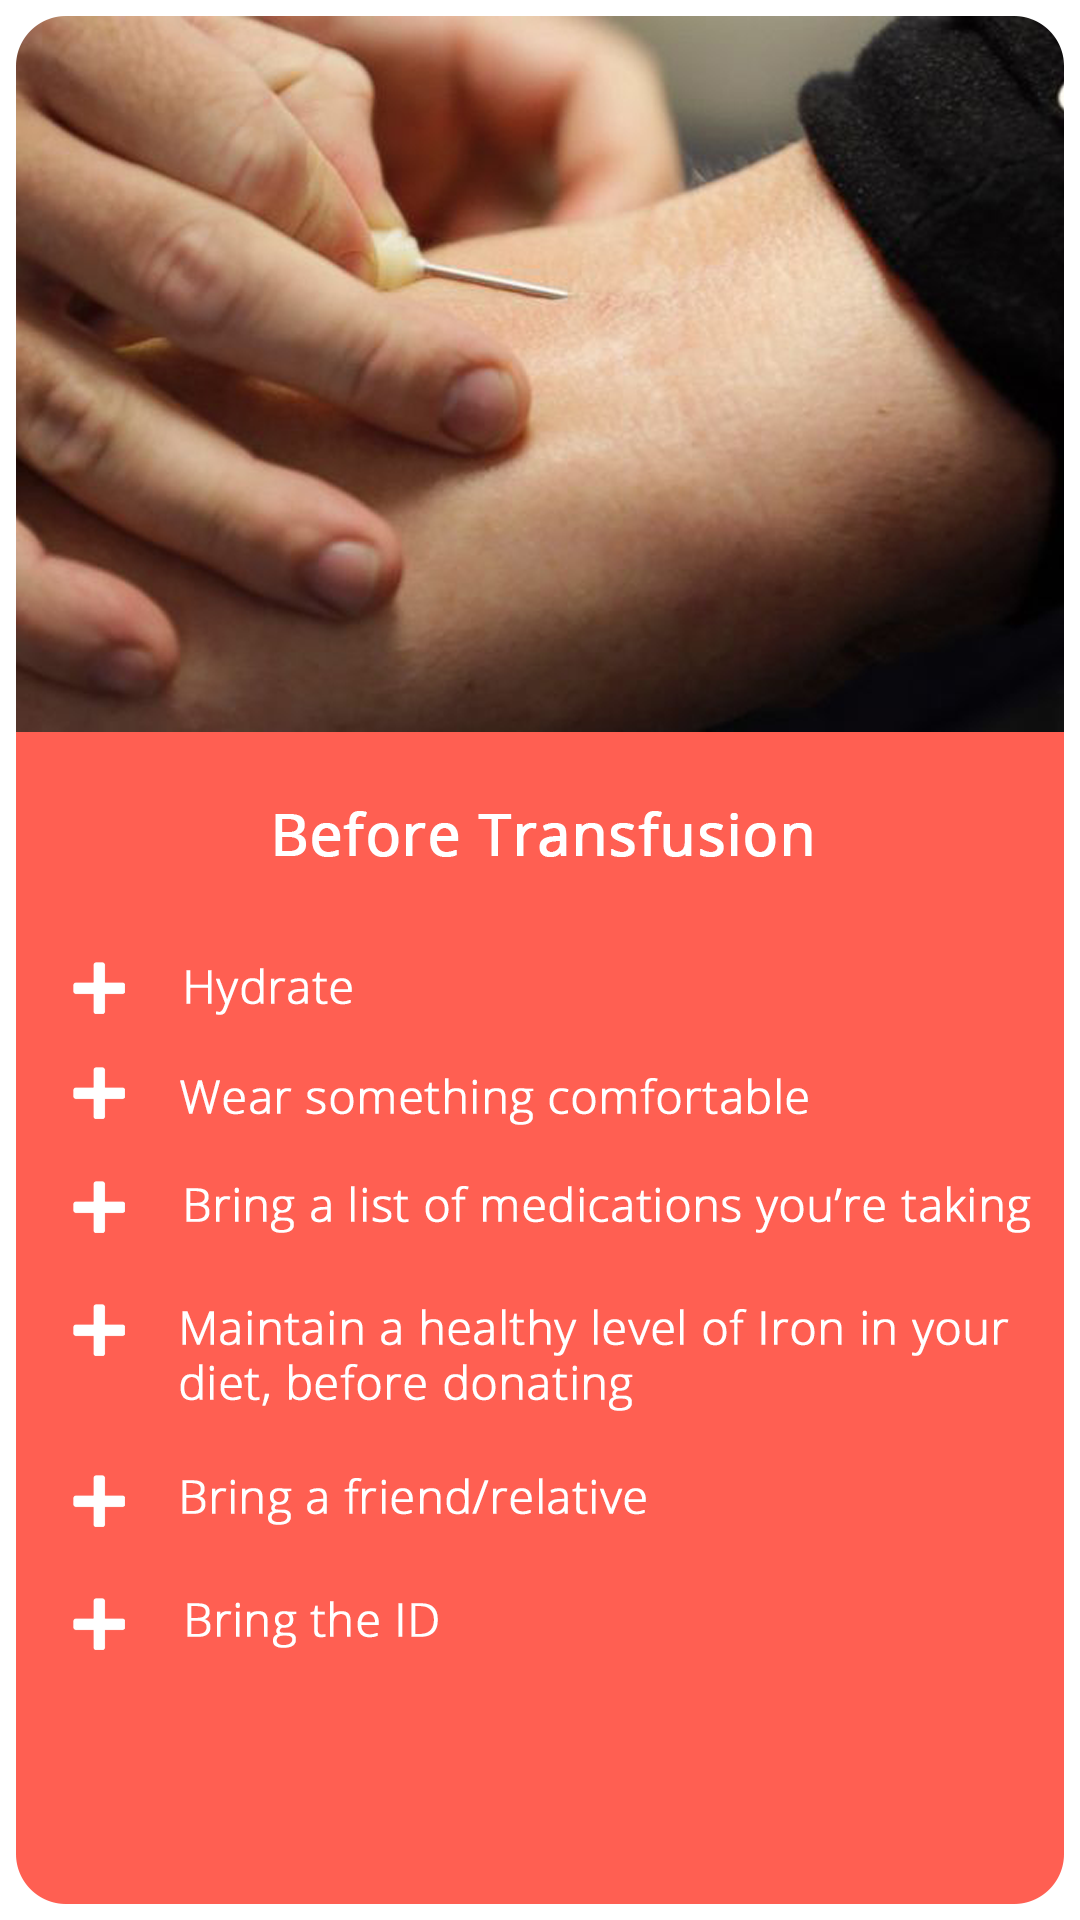 Before Transfusion
Hydrate
Wear something comfortable
Bring a list of medications you’re taking
Maintain a healthy level of Iron in your
diet, before donating
Bring a friend/relative
Bring the ID